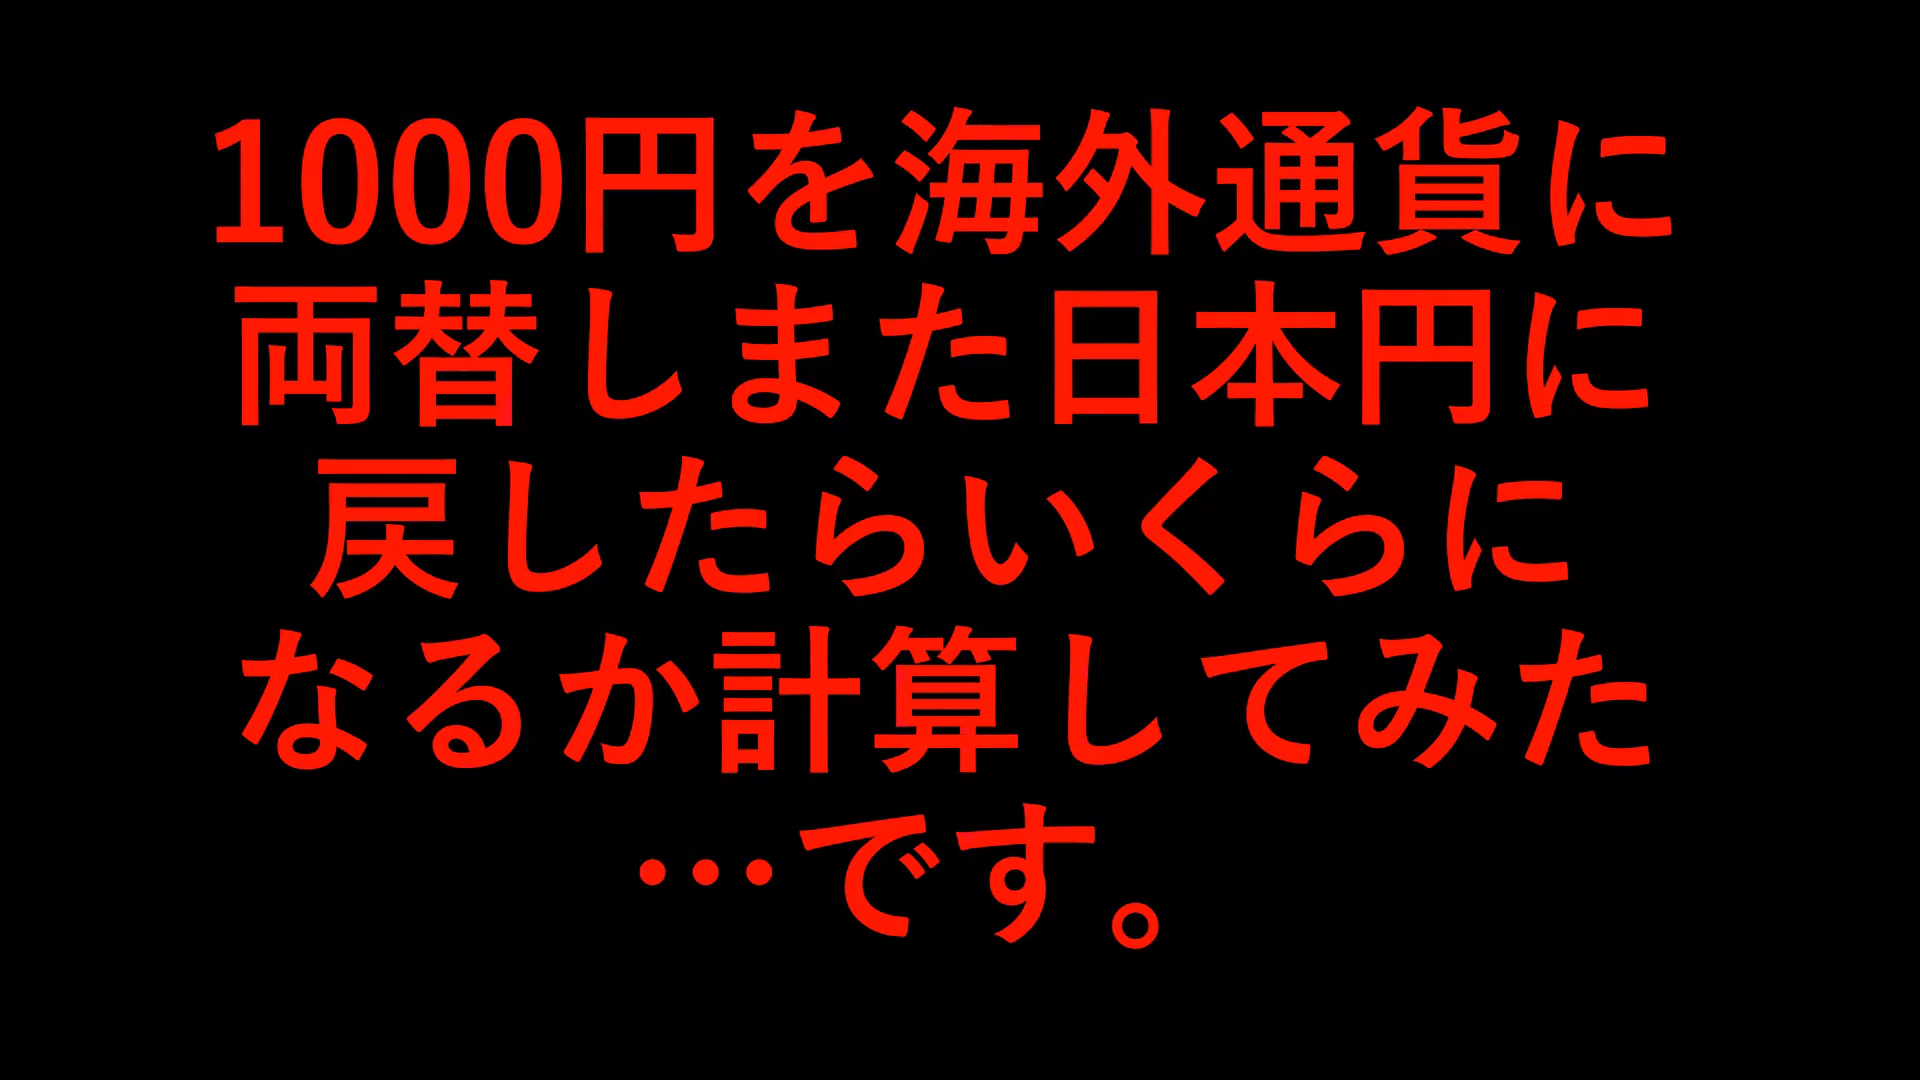 1000円を海外通貨に
両替しまた日本円に
戻したらいくらに
なるか計算してみた
…です。